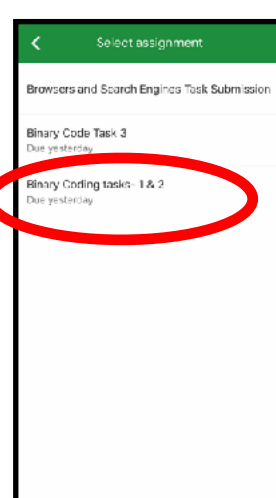 Select assignment
Browsers and Search Engines Task Submission
Binary Code Task 3
Due yesterday
Binary Coding tasks- 1 & 2
Due yesterday